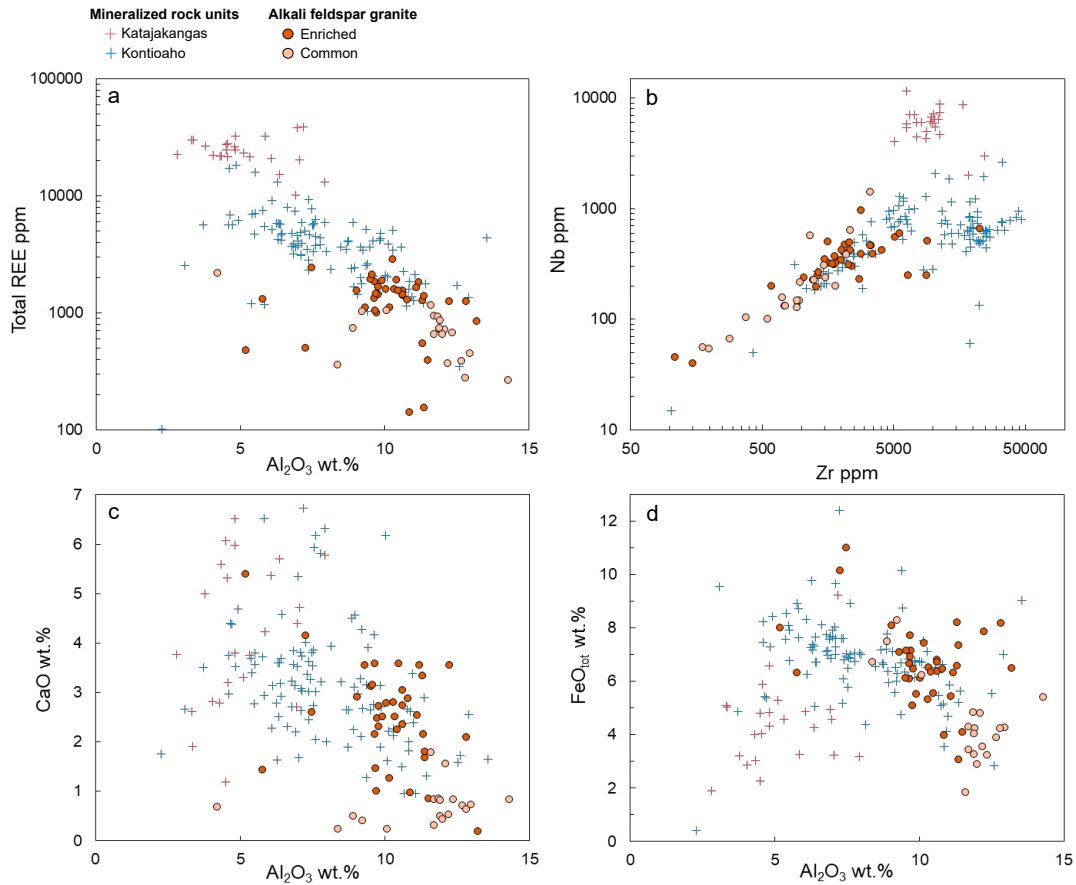 Mineralized rock units
Alkali feldspar granite
Katajakangas
Enriched
Kontioaho
Common
a
100000
10000
1000
100
Total REE ppm
0
5
10
15
Al₂O₃ wt.%
b
10000
1000
100
10
Nb ppm
50
500
5000
50000
Zr ppm
c
7
6
5
4
3
2
1
0
CaO wt.%
0
5
10
15
Al₂O₃ wt.%
d
12
10
8
6
4
2
0
FeOₜₒₜ wt.%
0
5
10
15
Al₂O₃ wt.%